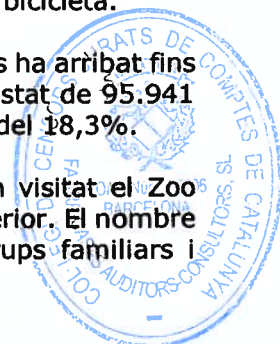 bicicleta.
s ha arribat fins
estat de 95.941
del 18,3%.
n visitat el Zoo
erior. El nombre
rups familiars i
COL·LEGI DE CENSORS JURATS DE COMPTES DE CATALUNYA
AUDITORS-CONSULTORS, SL
BARCELONA